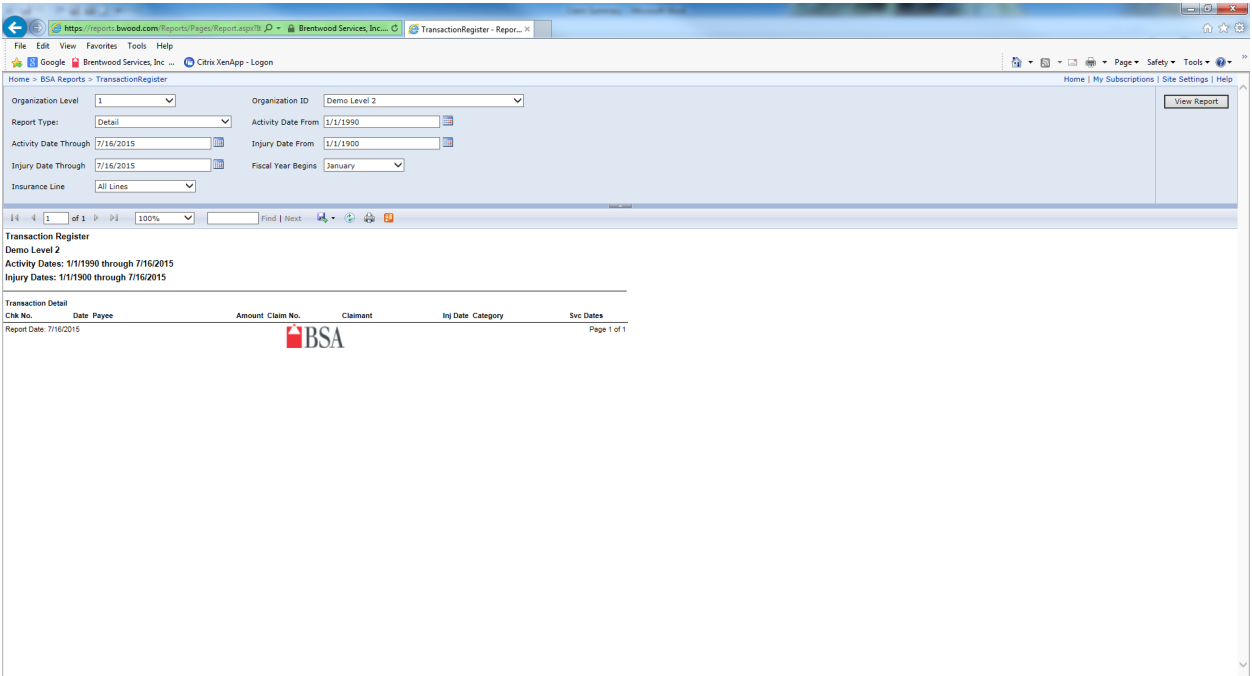 https://reports.bwood.com/Reports/Pages/Report.aspx?It Brentwood Services, Inc.... TransactionRegister - Repor... ×
File Edit View Favorites Tools Help
Google Brentwood Services, Inc ... Citrix XenApp - Logon Page Safety Tools
Home > BSA Reports > TransactionRegister Home | My Subscriptions | Site Settings | Help
Organization Level 1 Organization ID Demo Level 2 View Report
Report Type: Detail Activity Date From 1/1/1990
Activity Date Through 7/16/2015 Injury Date From 1/1/1900
Injury Date Through 7/16/2015 Fiscal Year Begins January
Insurance Line All Lines
1 of 1 100% Find | Next
Transaction Register
Demo Level 2
Activity Dates: 1/1/1990 through 7/16/2015
Injury Dates: 1/1/1900 through 7/16/2015
Transaction Detail
Chk No. Date Payee Amount Claim No. Claimant Inj Date Category Svc Dates
Report Date: 7/16/2015 Page 1 of 1
BSA